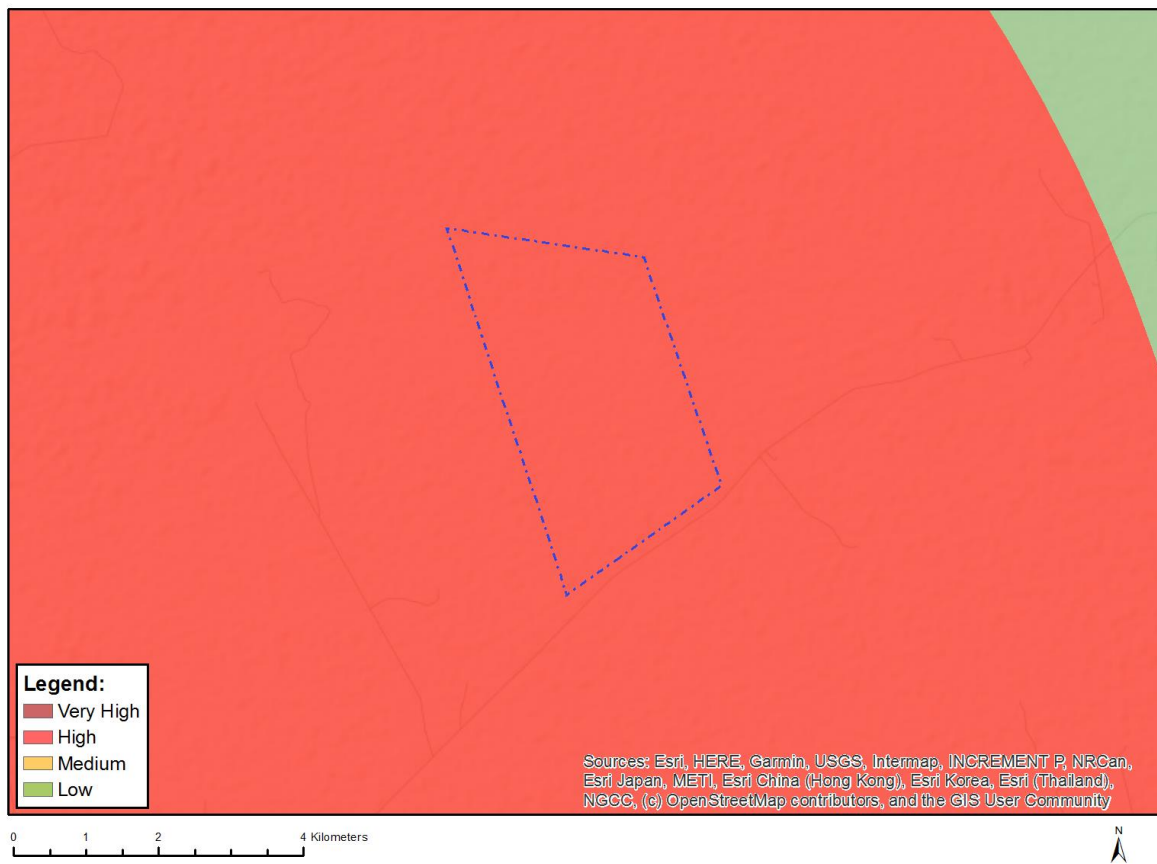 Legend:
Very High
High
Medium
Low
Sources: Esri, HERE, Garmin, USGS, Intermap, INCREMENT P, NRCan,
Esri Japan, METI, Esri China (Hong Kong), Esri Korea, Esri (Thailand),
NGCC, (c) OpenStreetMap contributors, and the GIS User Community
0 1 2 4 Kilometers
N